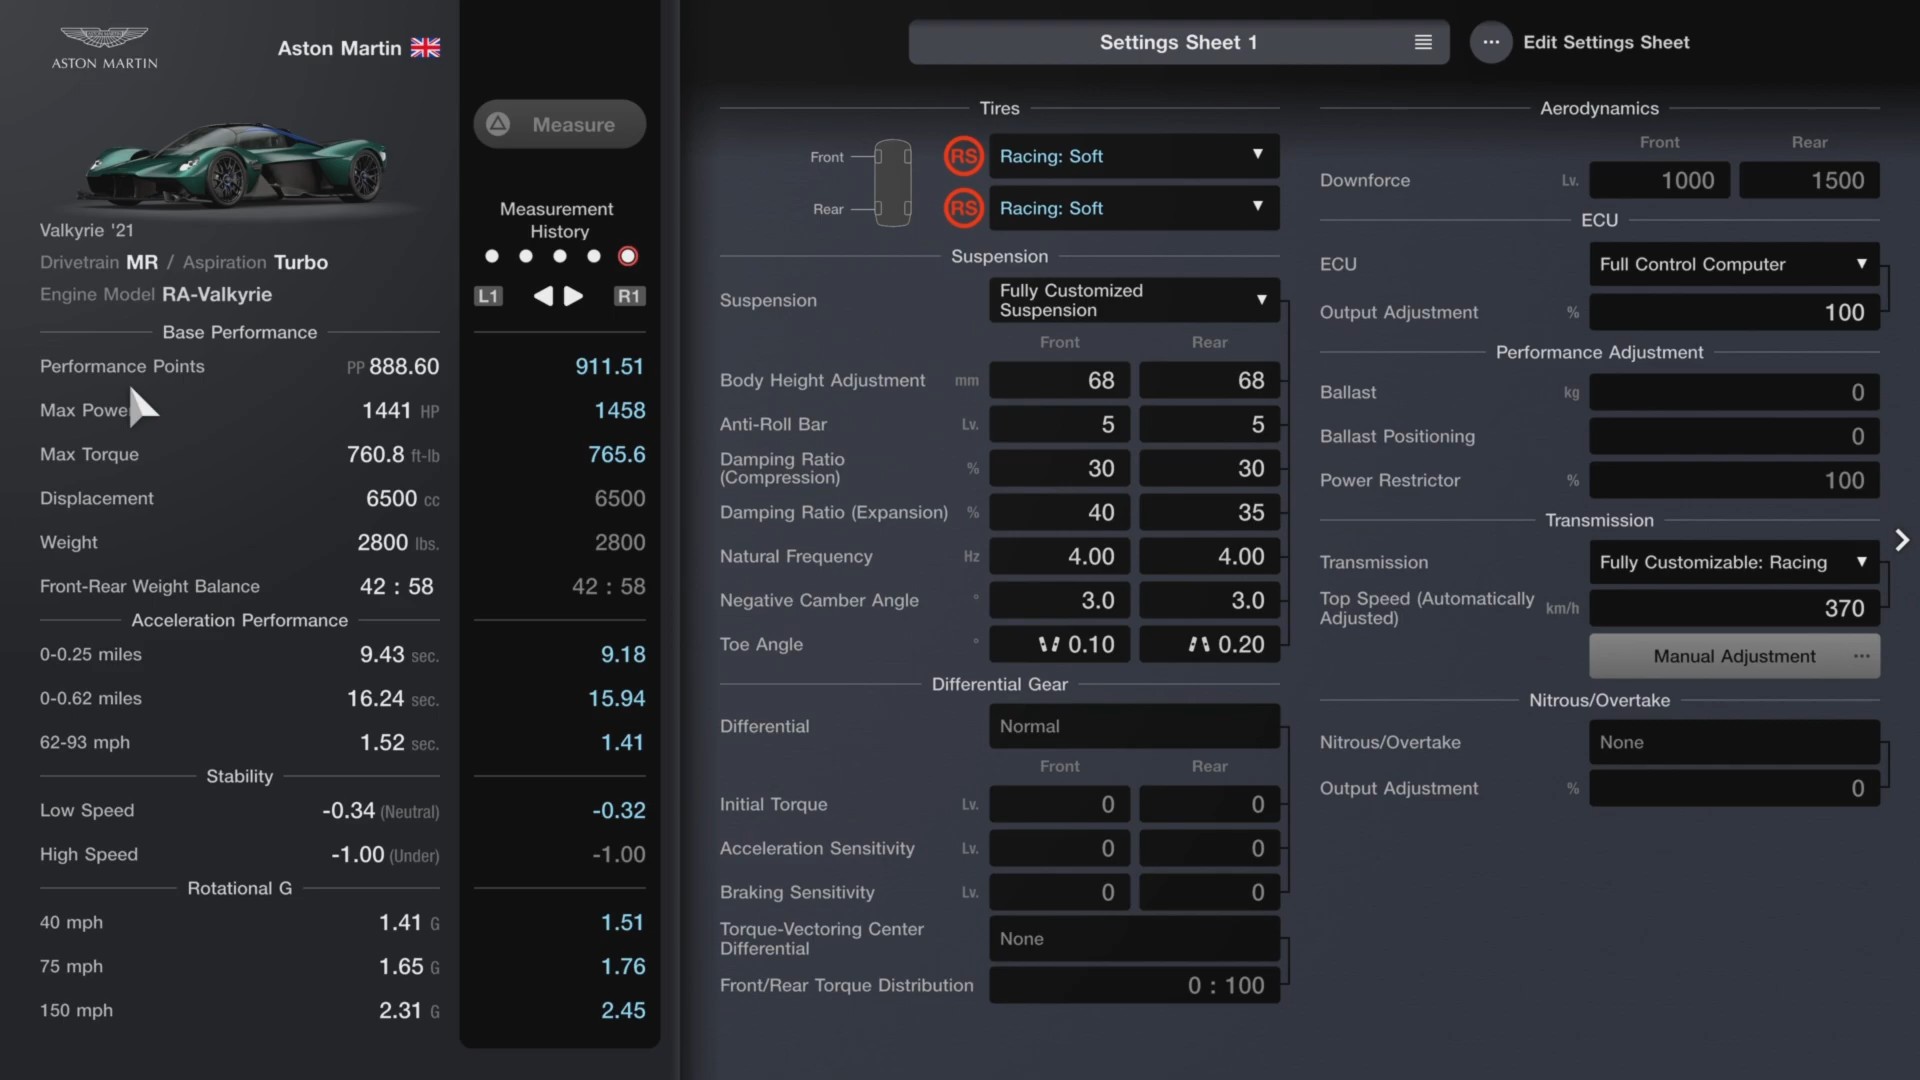 ASTON MARTIN
Aston Martin
Valkyrie '21
Drivetrain MR / Aspiration Turbo
Engine Model RA-Valkyrie
Base Performance
Performance Points PP 888.60 911.51
Max Power 1441 HP 1458
Max Torque 760.8 ft-lb 765.6
Displacement 6500 cc 6500
Weight 2800 lbs. 2800
Front-Rear Weight Balance 42 : 58 42 : 58
Acceleration Performance
0-0.25 miles 9.43 sec. 9.18
0-0.62 miles 16.24 sec. 15.94
62-93 mph 1.52 sec. 1.41
Stability
Low Speed -0.34 (Neutral) -0.32
High Speed -1.00 (Under) -1.00
Rotational G
40 mph 1.41 G 1.51
75 mph 1.65 G 1.76
150 mph 2.31 G 2.45
Measure
Measurement
History
L1 R1
Settings Sheet 1
Edit Settings Sheet
Tires
Front RS Racing: Soft
Rear RS Racing: Soft
Suspension
Suspension Fully Customized
Suspension
Front Rear
Body Height Adjustment mm 68 68
Anti-Roll Bar Lv. 5 5
Damping Ratio
(Compression) % 30 30
Damping Ratio (Expansion) % 40 35
Natural Frequency Hz 4.00 4.00
Negative Camber Angle ° 3.0 3.0
Toe Angle ° 0.10 0.20
Differential Gear
Differential Normal
Front Rear
Initial Torque Lv. 0 0
Acceleration Sensitivity Lv. 0 0
Braking Sensitivity Lv. 0 0
Torque-Vectoring Center
Differential None
Front/Rear Torque Distribution 0 : 100
Aerodynamics
Front Rear
Downforce Lv. 1000 1500
ECU
ECU Full Control Computer
Output Adjustment % 100
Performance Adjustment
Ballast kg 0
Ballast Positioning 0
Power Restrictor % 100
Transmission
Transmission Fully Customizable: Racing
Top Speed (Automatically
Adjusted) km/h 370
Manual Adjustment
Nitrous/Overtake
Nitrous/Overtake None
Output Adjustment % 0